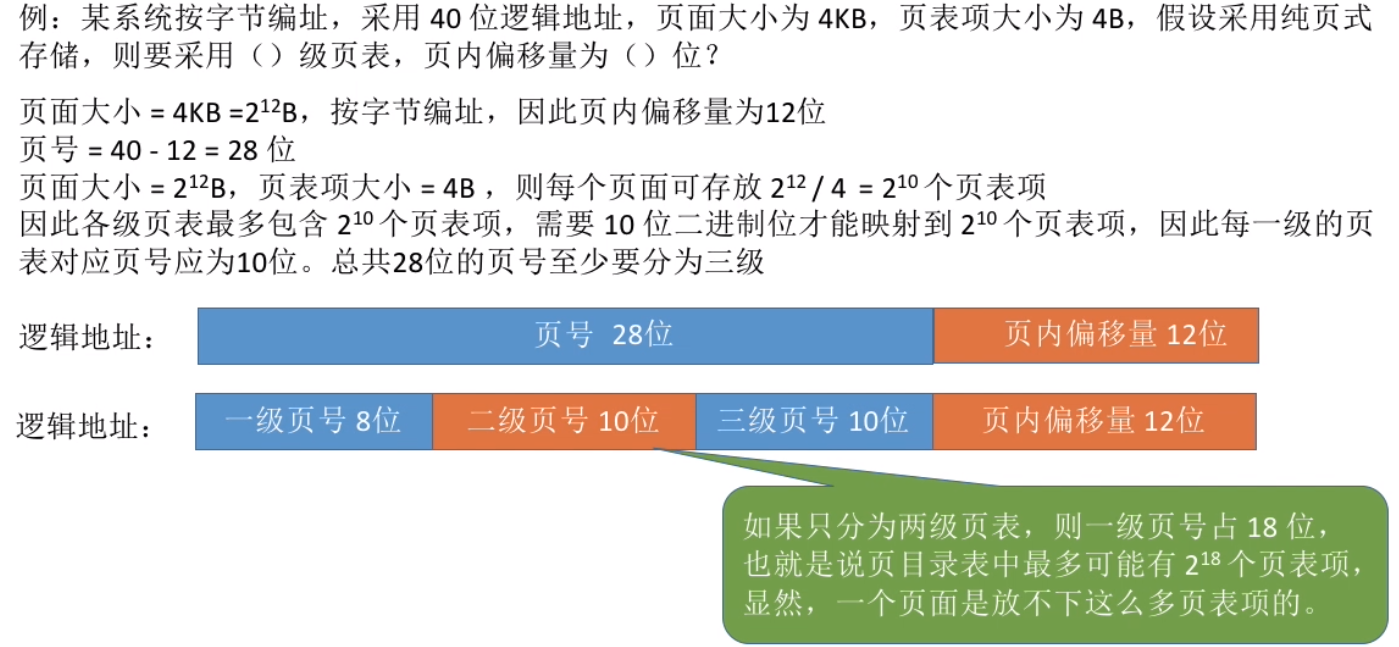 例：某系统按字节编址，采用 40 位逻辑地址，页面大小为 4KB，页表项大小为 4B，假设采用纯页式
存储，则要采用（）级页表，页内偏移量为（）位？
页面大小 = 4KB =2¹²B，按字节编址，因此页内偏移量为12位
页号 = 40 - 12 = 28 位
页面大小 = 2¹²B，页表项大小 = 4B ，则每个页面可存放 2¹² / 4 = 2¹⁰ 个页表项
因此各级页表最多包含 2¹⁰ 个页表项，需要 10 位二进制位才能映射到 2¹⁰ 个页表项，因此每一级的页
表对应页号应为10位。总共28位的页号至少要分为三级
逻辑地址： 页号 28位 页内偏移量 12位
逻辑地址： 一级页号 8位 二级页号 10位 三级页号 10位 页内偏移量 12位
如果只分为两级页表，则一级页号占 18 位，
也就是说页目录表中最多可能有 2¹⁸ 个页表项，
显然，一个页面是放不下这么多页表项的。